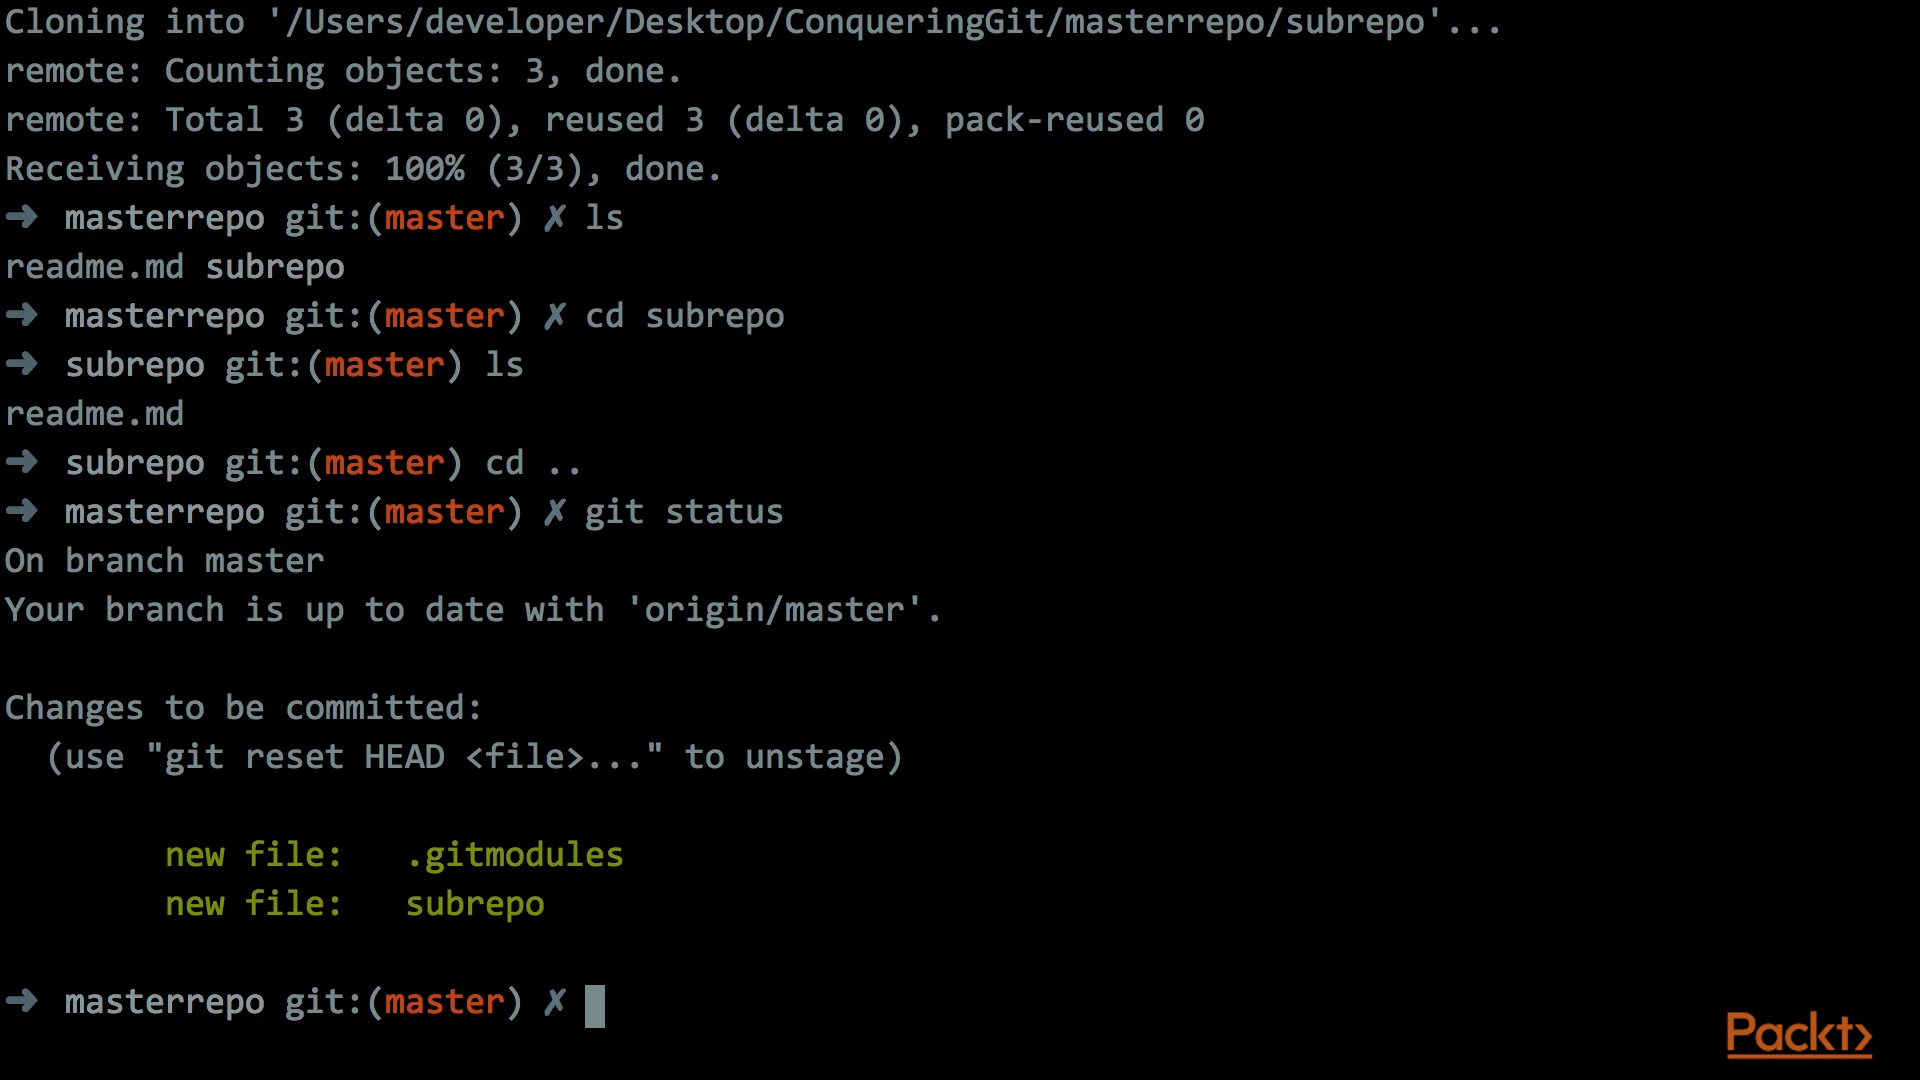 Cloning into '/Users/developer/Desktop/ConqueringGit/masterrepo/subrepo'...
remote: Counting objects: 3, done.
remote: Total 3 (delta 0), reused 3 (delta 0), pack-reused 0
Receiving objects: 100% (3/3), done.
➜ masterrepo git:(master) ✗ ls
readme.md subrepo
➜ masterrepo git:(master) ✗ cd subrepo
➜ subrepo git:(master) ls
readme.md
➜ subrepo git:(master) cd ..
➜ masterrepo git:(master) ✗ git status
On branch master
Your branch is up to date with 'origin/master'.
Changes to be committed:
(use "git reset HEAD <file>..." to unstage)
new file: .gitmodules
new file: subrepo
➜ masterrepo git:(master) ✗
Packt>